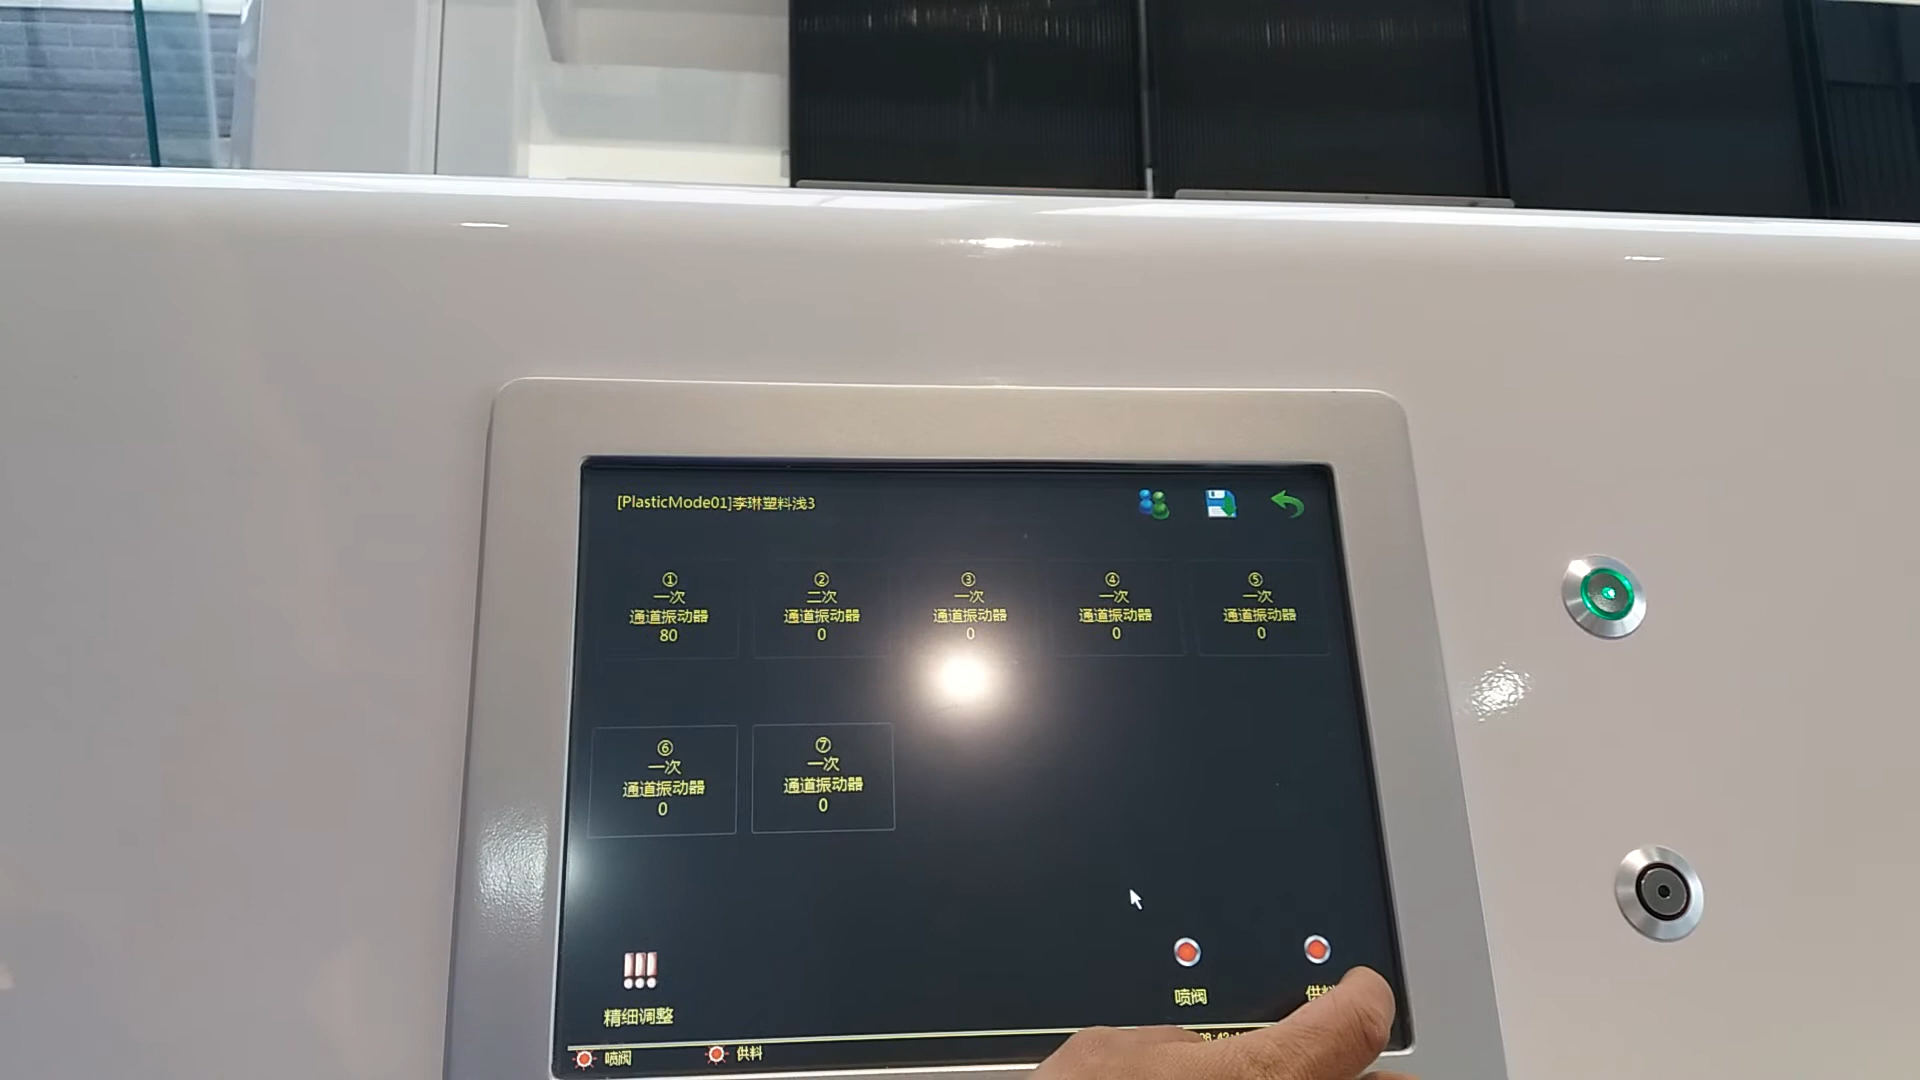 [PlasticMode01]李琳塑料浅3
①
一次
通道振动器
80
②
二次
通道振动器
0
③
一次
通道振动器
0
④
一次
通道振动器
0
⑤
一次
通道振动器
0
⑥
一次
通道振动器
0
⑦
一次
通道振动器
0
精细调整
喷阀
供料
喷阀
供料